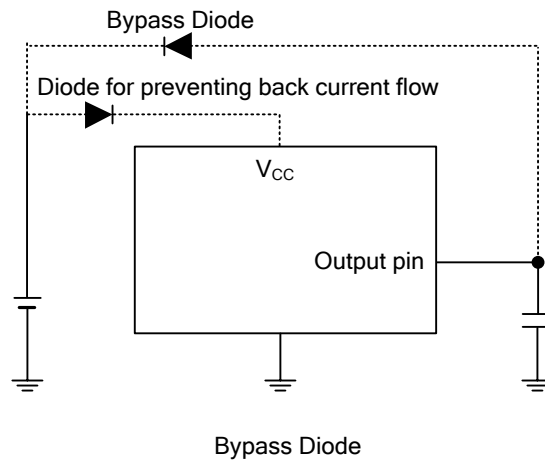 Bypass Diode
Diode for preventing back current flow
VCC
Output pin
Bypass Diode